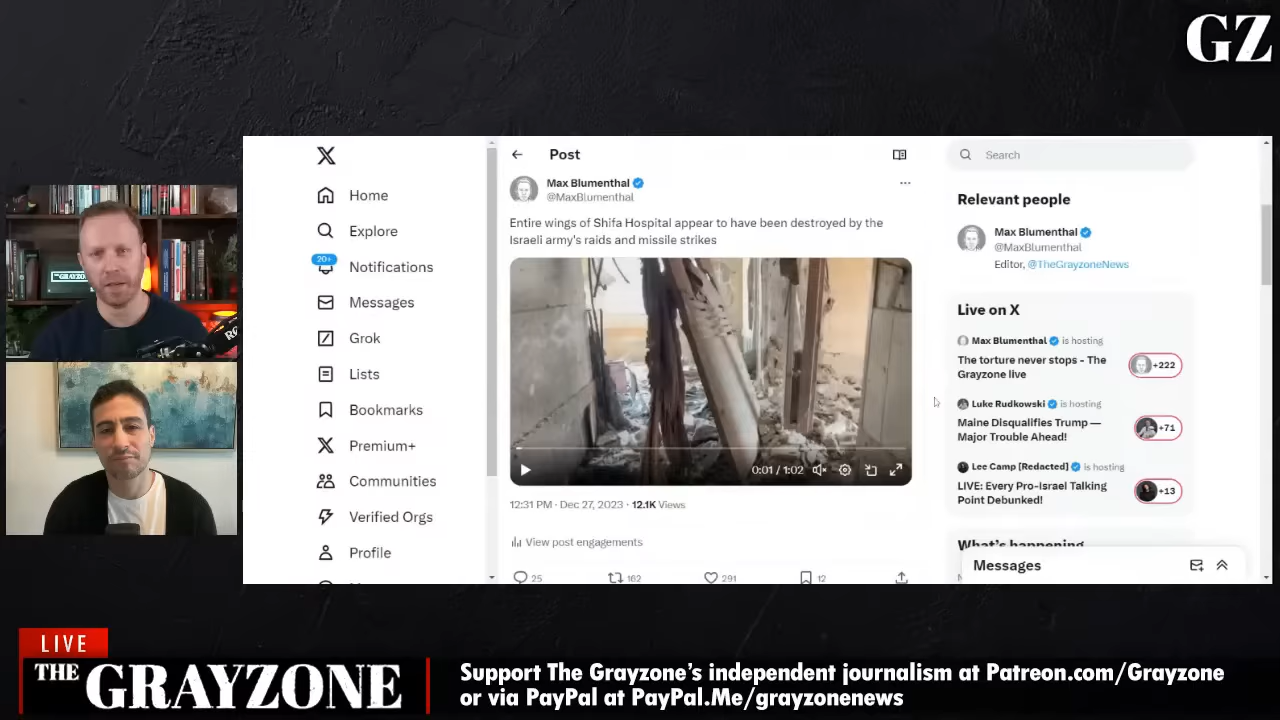 GZ
Home
Explore
20+
Notifications
Messages
Grok
Lists
Bookmarks
Premium+
Communities
Verified Orgs
Profile
Post
Max Blumenthal
@MaxBlumenthal
Entire wings of Shifa Hospital appear to have been destroyed by the
Israeli army's raids and missile strikes
0:01 / 1:02
12:31 PM · Dec 27, 2023 · 12.1K Views
View post engagements
25
162
291
12
Search
Relevant people
Max Blumenthal
@MaxBlumenthal
Editor, @TheGrayzoneNews
Live on X
Max Blumenthal is hosting
The torture never stops - The
Grayzone live
+222
Luke Rudkowski is hosting
Maine Disqualifies Trump —
Major Trouble Ahead!
+71
Lee Camp [Redacted] is hosting
LIVE: Every Pro-Israel Talking
Point Debunked!
+13
What's happening
Messages
LIVE
THE GRAYZONE
Support The Grayzone's independent journalism at Patreon.com/Grayzone
or via PayPal at PayPal.Me/grayzonenews